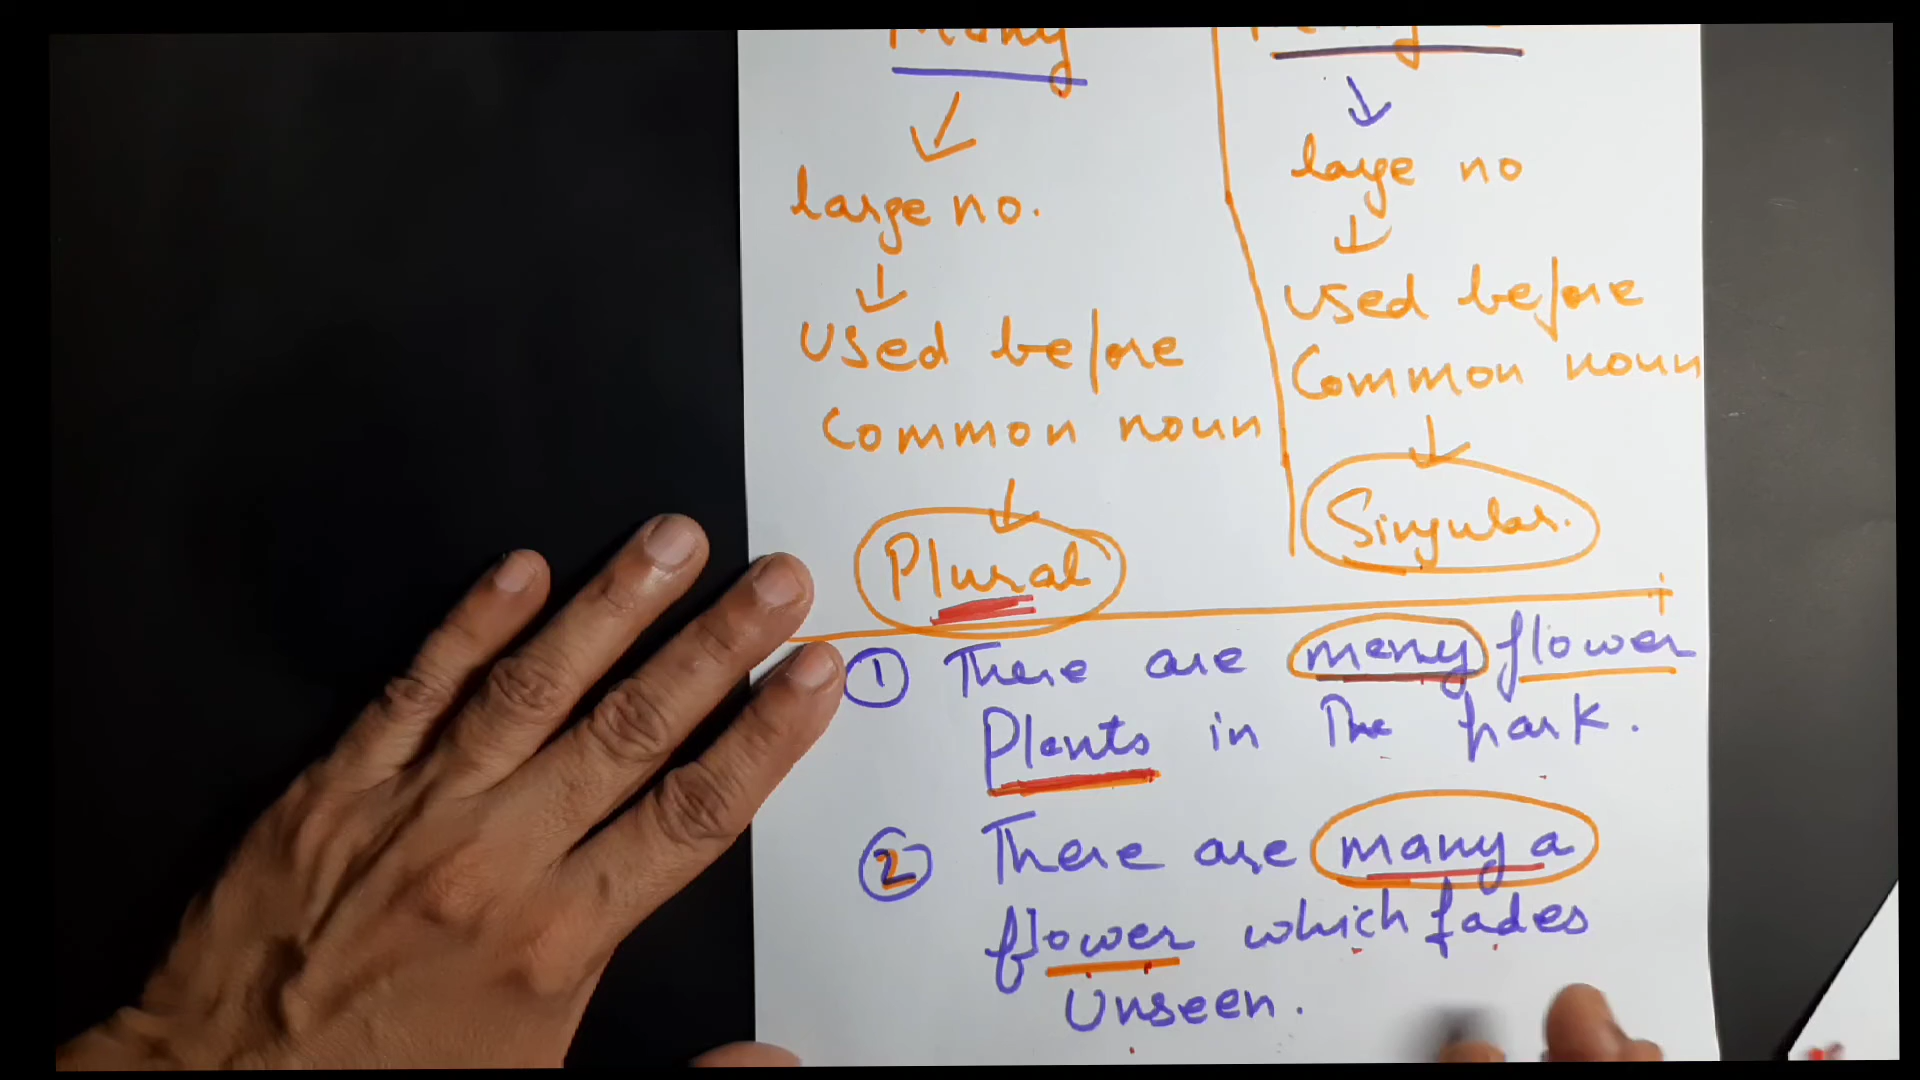 Many
large no.
Used before
Common noun
Plural
large no
Used before
Common noun
Singular.
1 There are many flower
Plants in the park.
2 There are many a
flower which fades
Unseen.